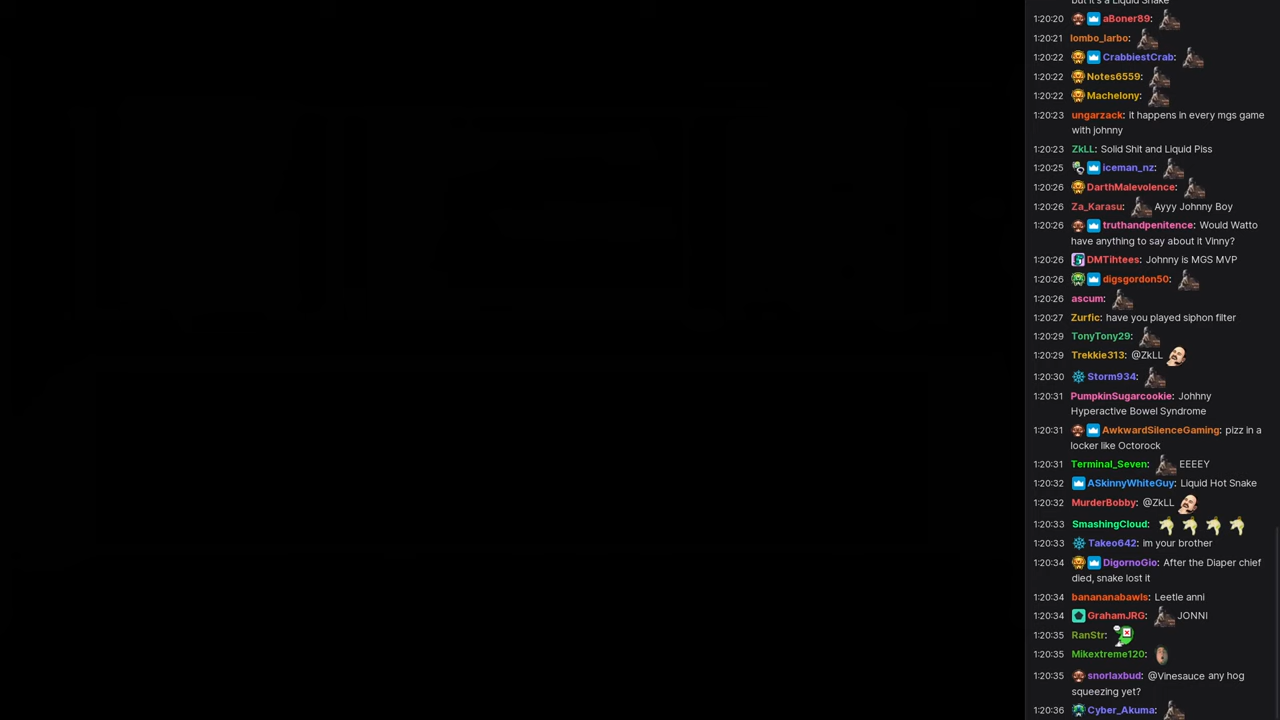 but it's a Liquid Snake
1:20:20 aBoner89:
1:20:21 lombo_larbo:
1:20:22 CrabbiestCrab:
1:20:22 Notes6559:
1:20:22 Machelony:
1:20:23 ungarzack: it happens in every mgs game
with johnny
1:20:23 ZkLL: Solid Shit and Liquid Piss
1:20:25 iceman_nz:
1:20:26 DarthMalevolence:
1:20:26 Za_Karasu: Ayyy Johnny Boy
1:20:26 truthandpenitence: Would Watto
have anything to say about it Vinny?
1:20:26 DMTihtees: Johnny is MGS MVP
1:20:26 digsgordon50:
1:20:26 ascum:
1:20:27 Zurfic: have you played siphon filter
1:20:29 TonyTony29:
1:20:29 Trekkie313: @ZkLL
1:20:30 Storm934:
1:20:31 PumpkinSugarcookie: Johhny
Hyperactive Bowel Syndrome
1:20:31 AwkwardSilenceGaming: pizz in a
locker like Octorock
1:20:31 Terminal_Seven: EEEEY
1:20:32 ASkinnyWhiteGuy: Liquid Hot Snake
1:20:32 MurderBobby: @ZkLL
1:20:33 SmashingCloud:
1:20:33 Takeo642: im your brother
1:20:34 DigornoGio: After the Diaper chief
died, snake lost it
1:20:34 banananabawls: Leetle anni
1:20:34 GrahamJRG: JONNI
1:20:35 RanStr:
1:20:35 Mikextreme120:
1:20:35 snorlaxbud: @Vinesauce any hog
squeezing yet?
1:20:36 Cyber_Akuma: